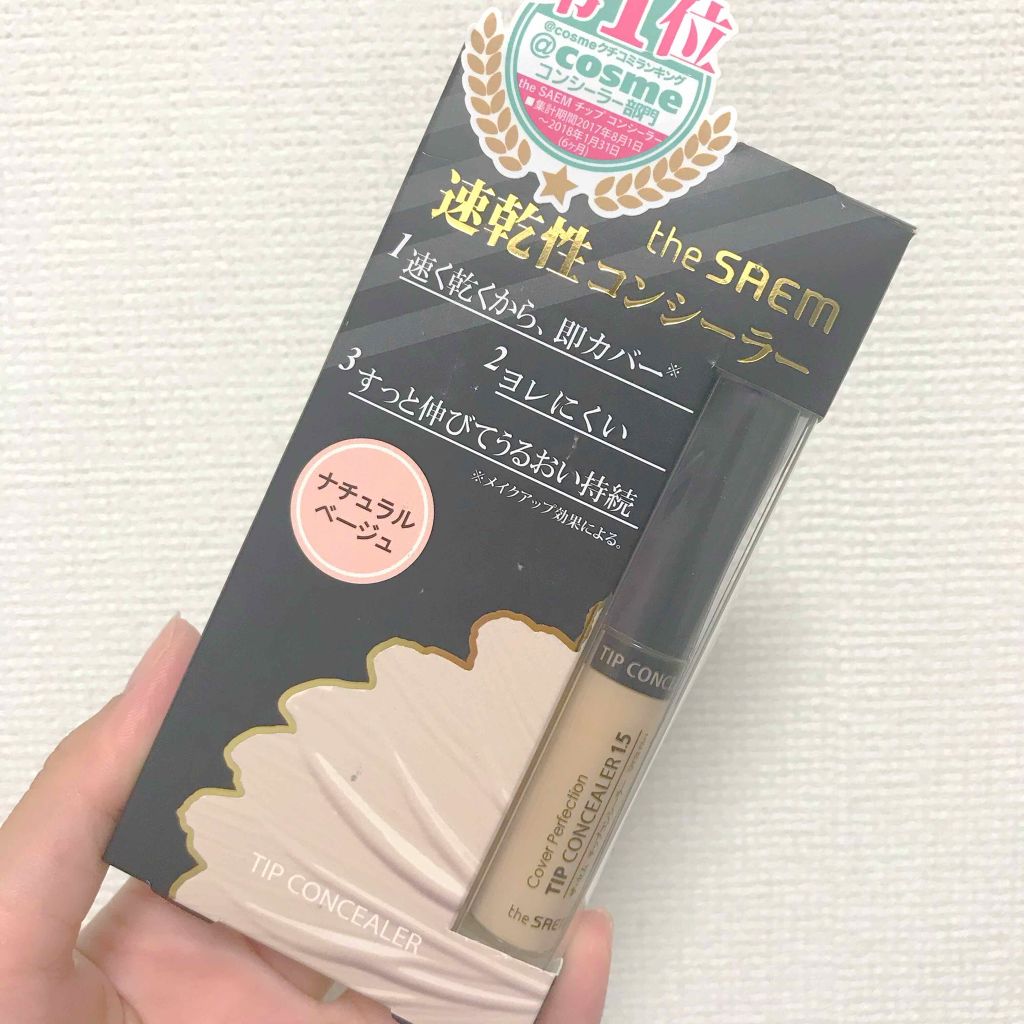 第1位
@cosmeクチコミランキング
@cosme
コンシーラー部門
the SAEM チップ コンシーラー
■集計期間2017年8月1日
～2018年1月31日
(6ヶ月)
the SAEM
速乾性コンシーラー
1 速く乾くから、即カバー※
2 ヨレにくい
3 すっと伸びてうるおい持続
※メイクアップ効果による。
ナチュラル
ベージュ
TIP CONCEALER
TIP CONC
Cover Perfection
TIP CONCEALER 1.5
the SAE